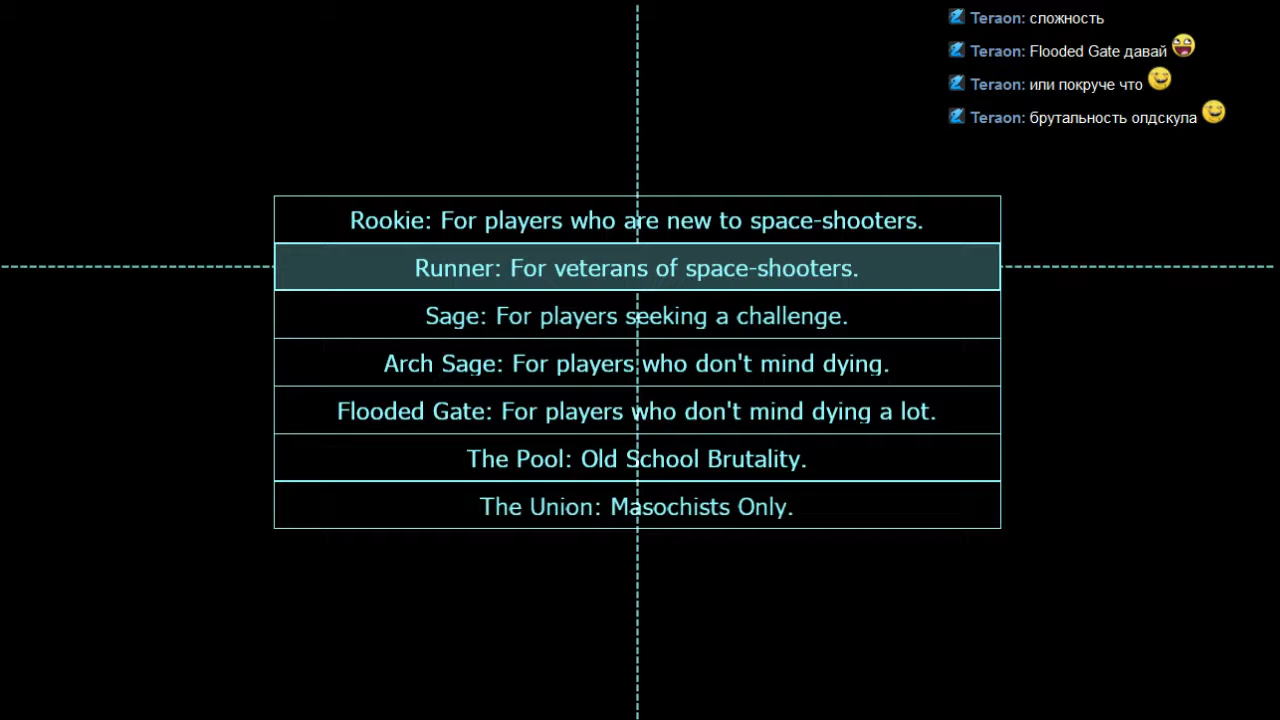 Teraon: сложность
Teraon: Flooded Gate давай
Teraon: или покруче что
Teraon: брутальность олдскула
Rookie: For players who are new to space-shooters.
Runner: For veterans of space-shooters.
Sage: For players seeking a challenge.
Arch Sage: For players who don't mind dying.
Flooded Gate: For players who don't mind dying a lot.
The Pool: Old School Brutality.
The Union: Masochists Only.